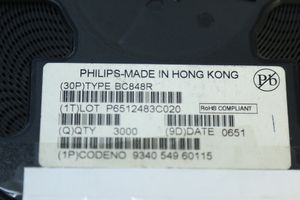 PHILIPS-MADE IN HONG KONG
(30P)TYPE BC848R
Pb
(1T)LOT P6512483C020
RoHS COMPLIANT
(Q)QTY 3000 (9D)DATE 0651
(1P)CODENO 9340 549 60115